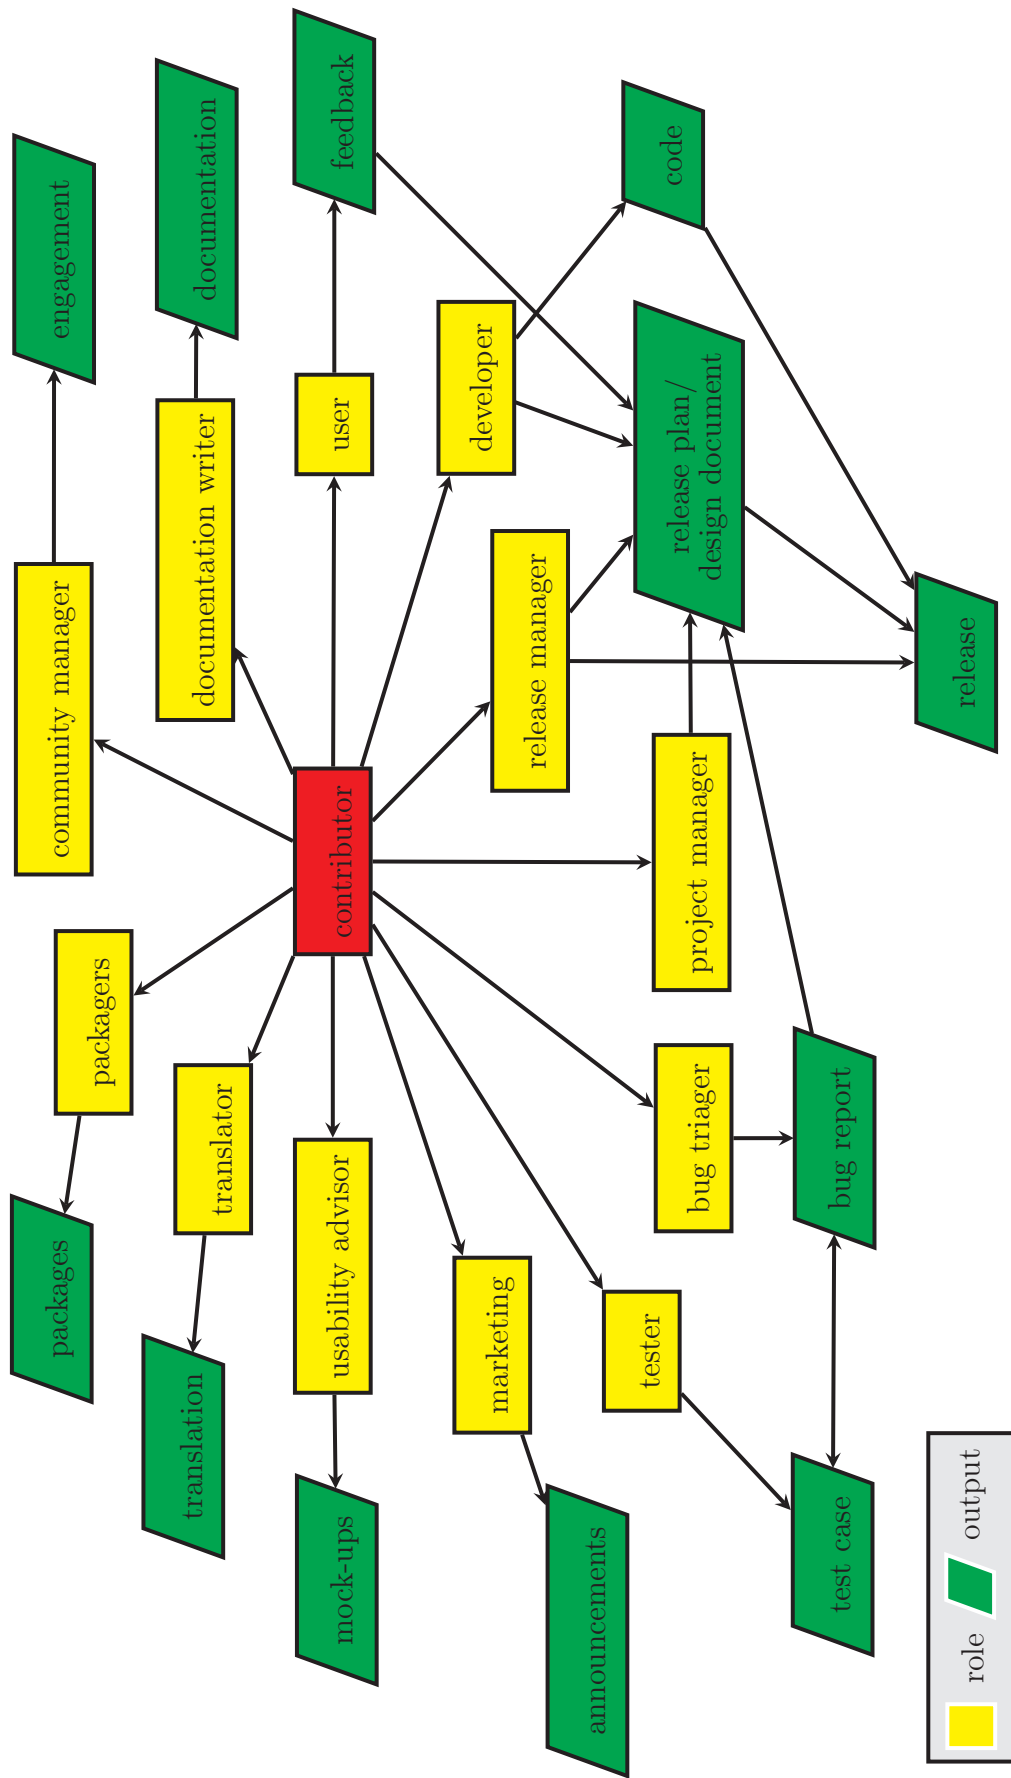 packages
packagers
community manager
engagement
translation
translator
documentation writer
documentation
mock-ups
usability advisor
contributor
user
feedback
announcements
marketing
release manager
developer
tester
bug triager
project manager
release plan/
design document
code
test case
bug report
release
role
output